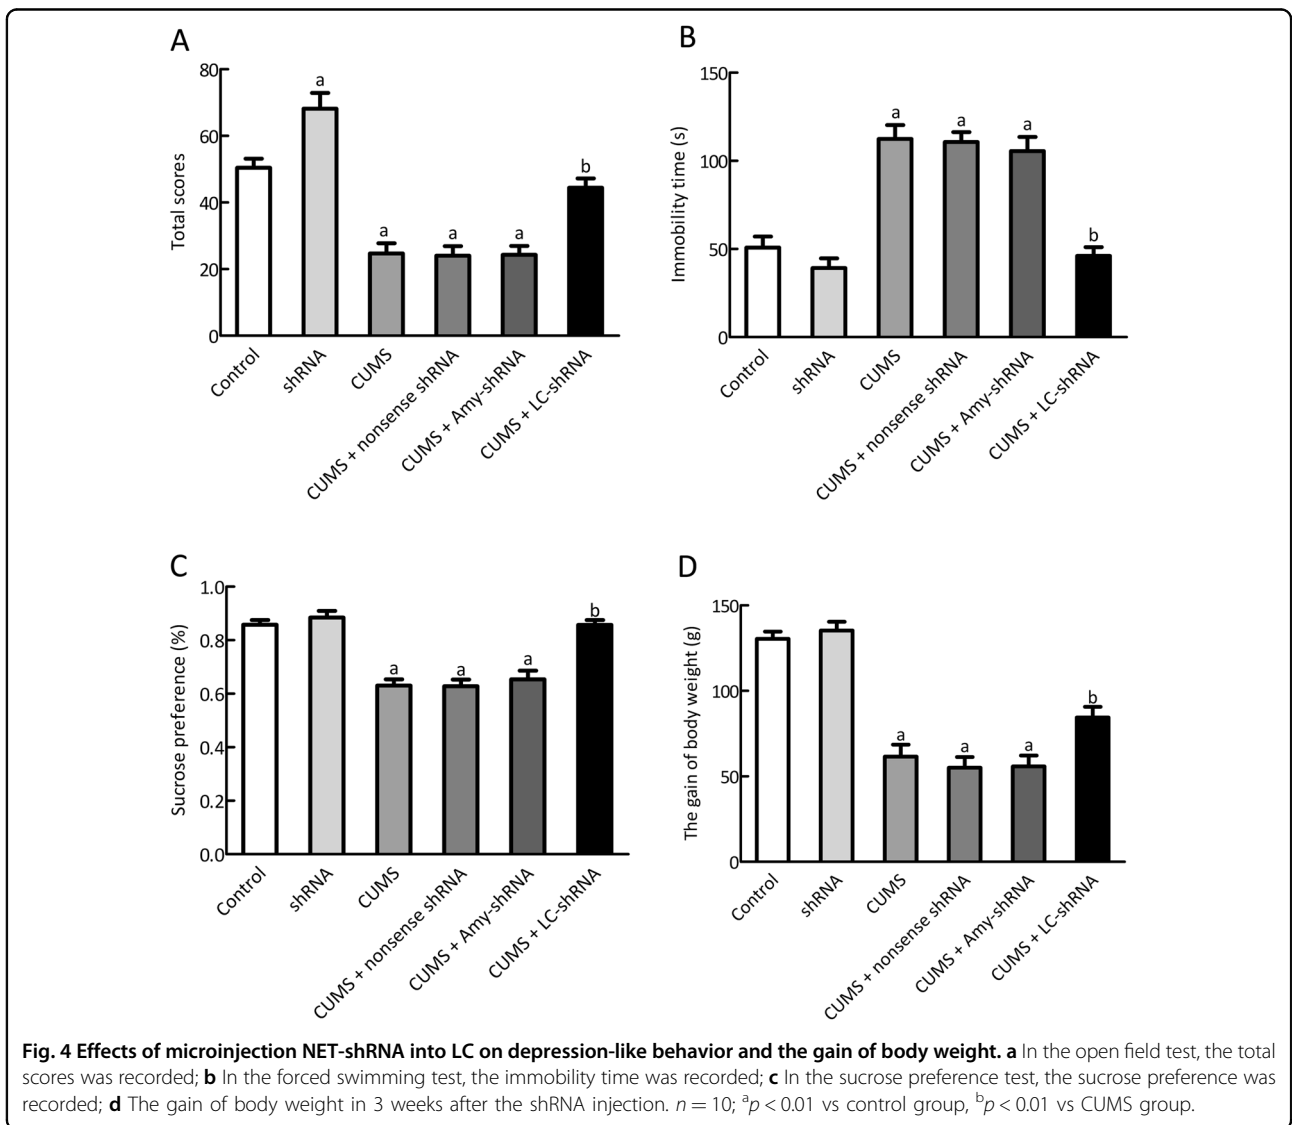 A
Total scores
80
60
40
20
0
a
a
a
a
b
Control
shRNA
CUMS
CUMS + nonsense shRNA
CUMS + Amy-shRNA
CUMS + LC-shRNA
B
Immobility time (s)
150
100
50
0
a
a
a
b
Control
shRNA
CUMS
CUMS + nonsense shRNA
CUMS + Amy-shRNA
CUMS + LC-shRNA
C
Sucrose preference (%)
1.0
0.8
0.6
0.4
0.2
0.0
a
a
a
b
Control
shRNA
CUMS
CUMS + nonsense shRNA
CUMS + Amy-shRNA
CUMS + LC-shRNA
D
The gain of body weight (g)
150
100
50
0
a
a
a
b
Control
shRNA
CUMS
CUMS + nonsense shRNA
CUMS + Amy-shRNA
CUMS + LC-shRNA
Fig. 4 Effects of microinjection NET-shRNA into LC on depression-like behavior and the gain of body weight. a In the open field test, the total
scores was recorded; b In the forced swimming test, the immobility time was recorded; c In the sucrose preference test, the sucrose preference was
recorded; d The gain of body weight in 3 weeks after the shRNA injection. n = 10; ᵃp < 0.01 vs control group, ᵇp < 0.01 vs CUMS group.